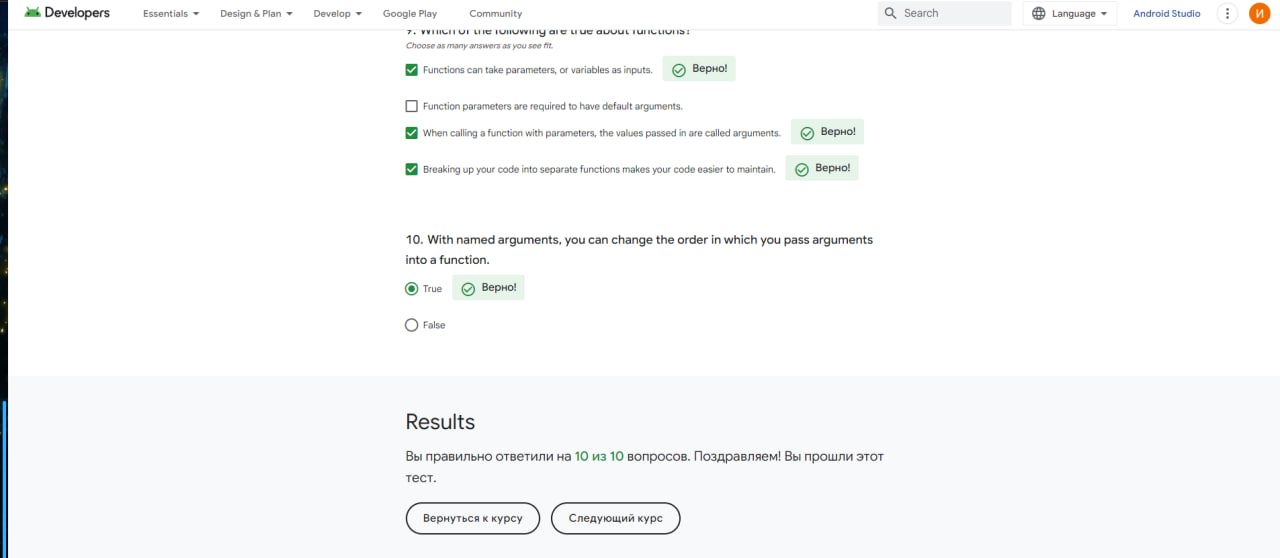 Developers
Essentials
Design & Plan
Develop
Google Play
Community
Search
Language
Android Studio
И
9. Which of the following are true about functions?
Choose as many answers as you see fit.
Functions can take parameters, or variables as inputs. Верно!
Function parameters are required to have default arguments.
When calling a function with parameters, the values passed in are called arguments. Верно!
Breaking up your code into separate functions makes your code easier to maintain. Верно!
10. With named arguments, you can change the order in which you pass arguments
into a function.
True Верно!
False
Results
Вы правильно ответили на 10 из 10 вопросов. Поздравляем! Вы прошли этот
тест.
Вернуться к курсу
Следующий курс